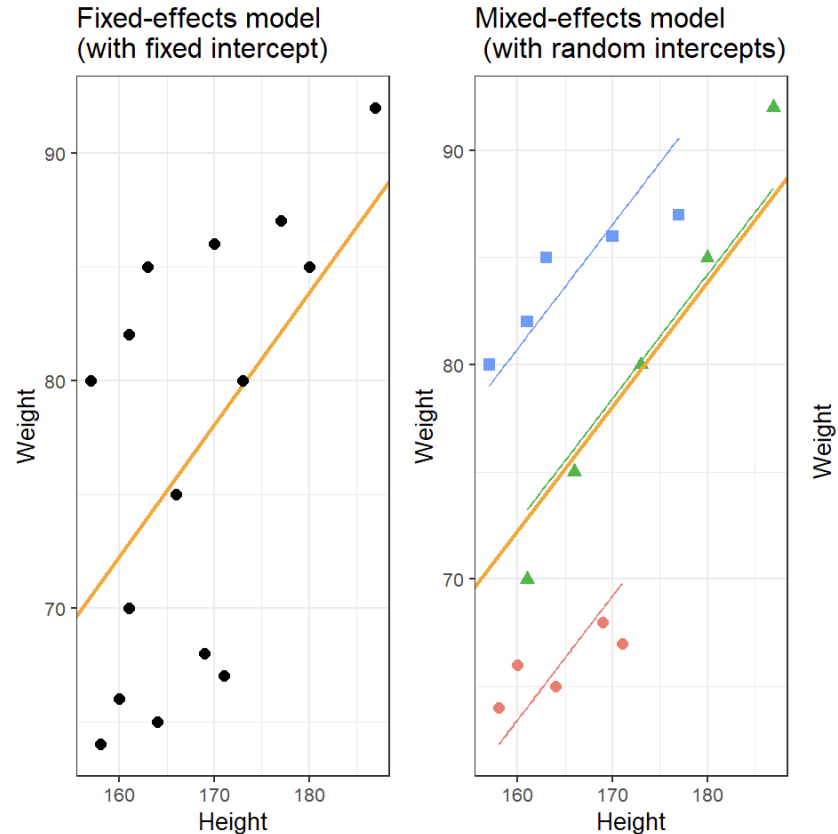 Fixed-effects model
(with fixed intercept)
90
80
70
Weight
160 170 180
Height
Mixed-effects model
(with random intercepts)
90
80
70
Weight
160 170 180
Height
Weight